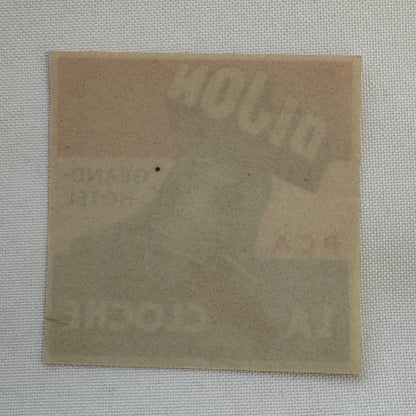 DIJON
GRAND
HOTEL
R.C.A
LA CLOCHE